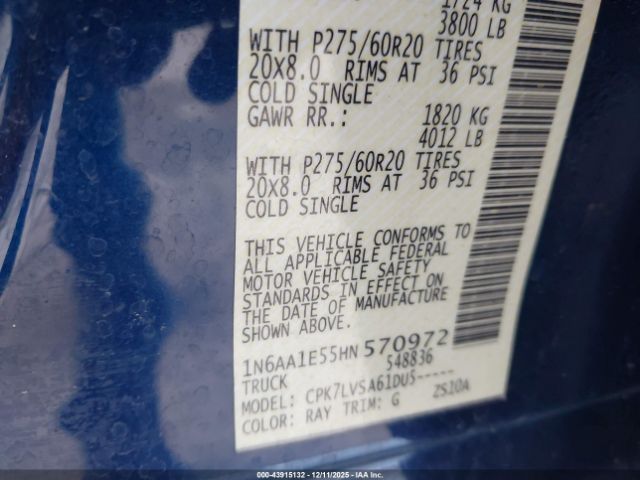 1724 KG
3800 LB
WITH P275/60R20 TIRES
20X8.0 RIMS AT 36 PSI
COLD SINGLE
GAWR RR.: 1820 KG
4012 LB
WITH P275/60R20 TIRES
20X8.0 RIMS AT 36 PSI
COLD SINGLE
THIS VEHICLE CONFORMS TO
ALL APPLICABLE FEDERAL
MOTOR VEHICLE SAFETY
STANDARDS IN EFFECT ON
THE DATE OF MANUFACTURE
SHOWN ABOVE.
1N6AA1E55HN570972
TRUCK 548836
MODEL: CPK7LVSA61DUS-----
COLOR: RAY TRIM: G ZS10A
000-43915132 - 12/11/2025 - IAA Inc.